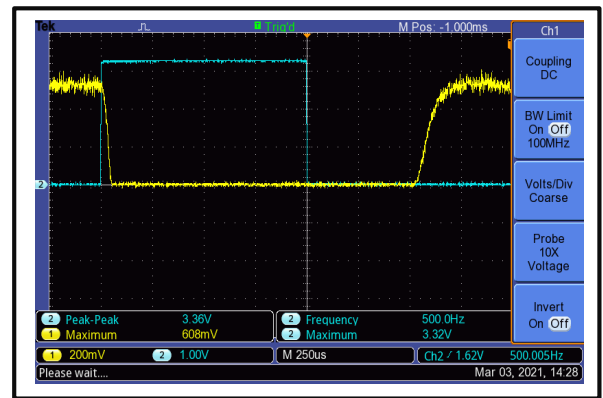 Tek
Trig'd
M Pos: -1.000ms
Ch1
Coupling
DC
BW Limit
On Off
100MHz
Volts/Div
Coarse
Probe
10X
Voltage
Invert
On Off
2
2 Peak-Peak 3.36V
1 Maximum 608mV
2 Frequency 500.0Hz
2 Maximum 3.32V
1 200mV 2 1.00V M 250us Ch2 / 1.62V 500.005Hz
Please wait.... Mar 03, 2021, 14:28